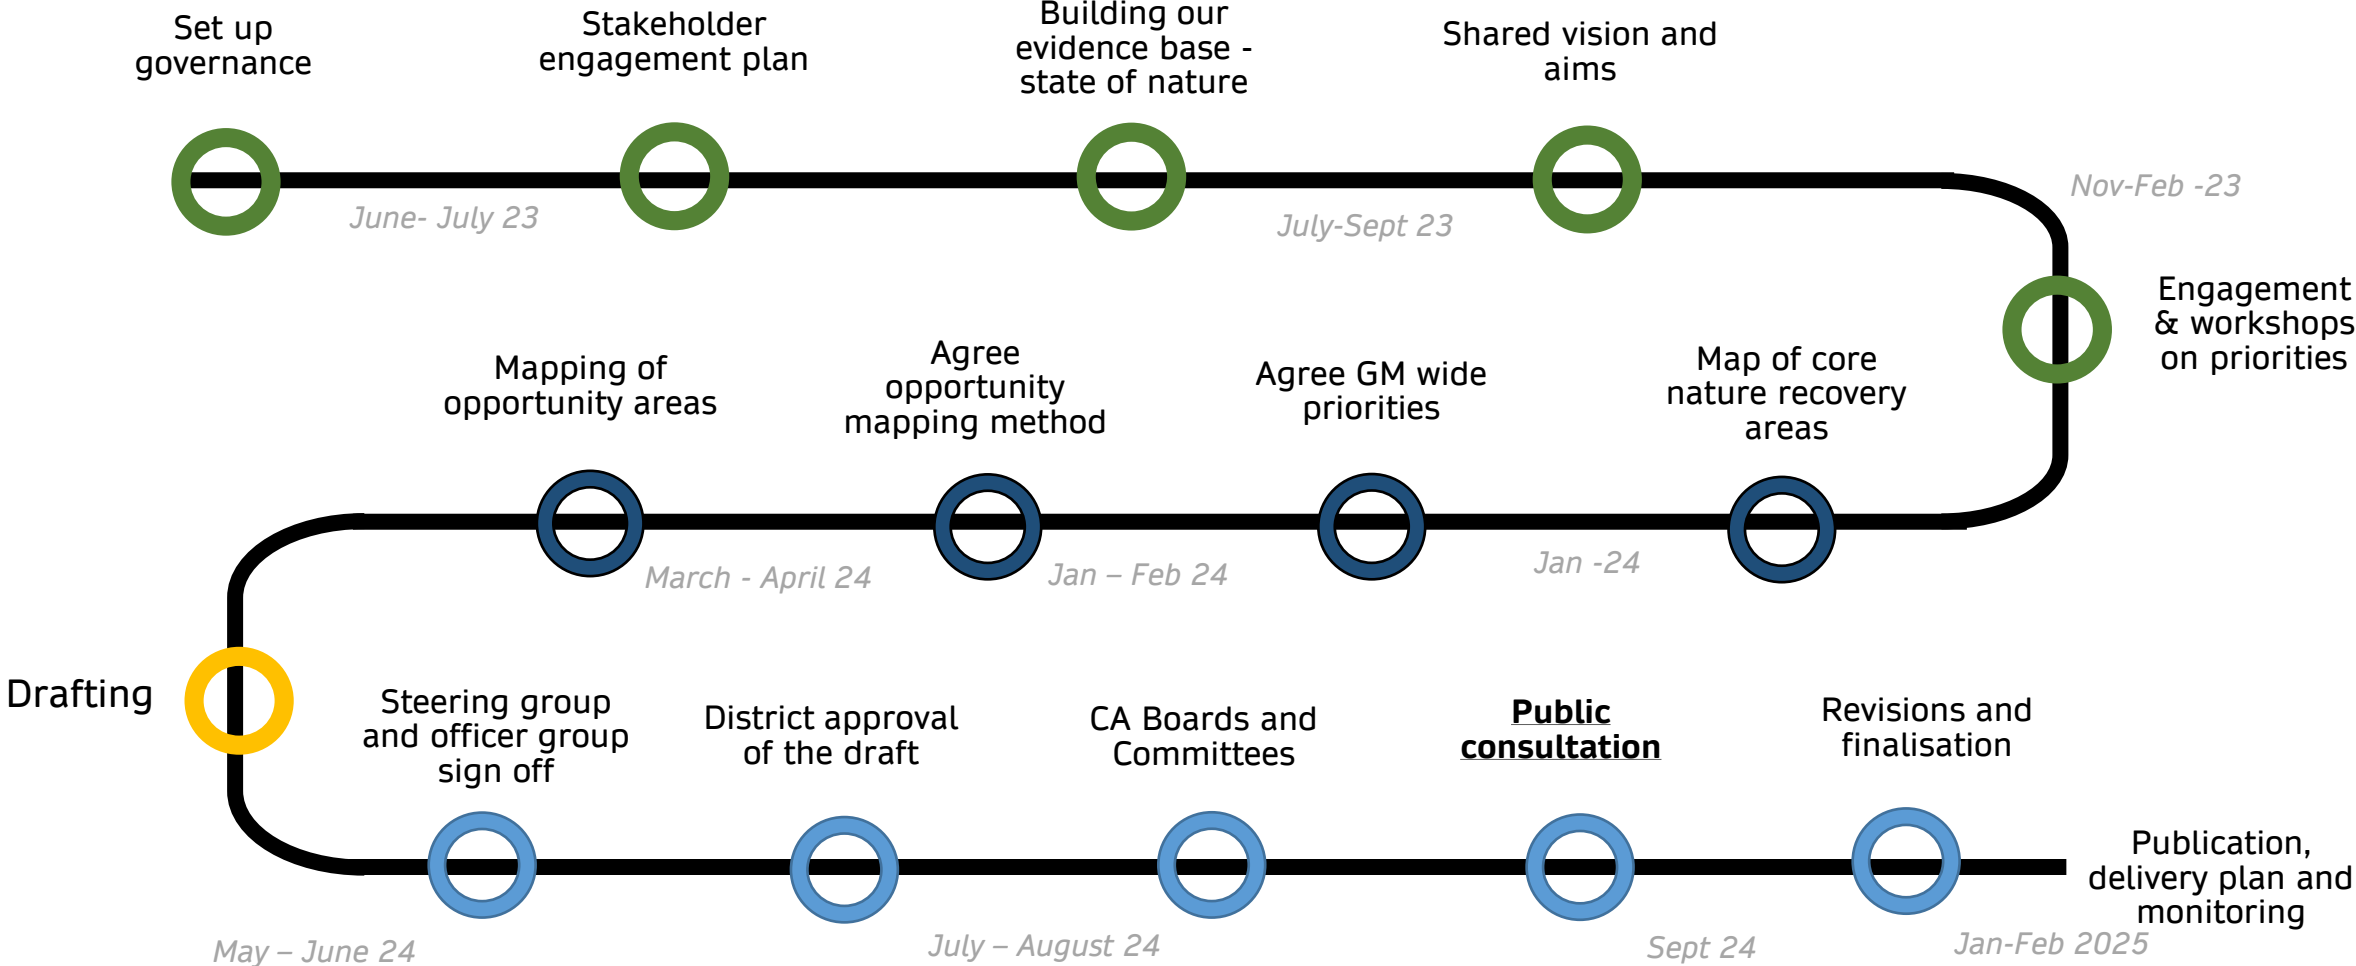 Set up
governance
Stakeholder
engagement plan
Building our
evidence base -
state of nature
Shared vision and
aims
June- July 23
July-Sept 23
Nov-Feb -23
Engagement
& workshops
on priorities
Map of core
nature recovery
areas
Agree GM wide
priorities
Agree
opportunity
mapping method
Mapping of
opportunity areas
Jan -24
Jan – Feb 24
March - April 24
Drafting
Steering group
and officer group
sign off
District approval
of the draft
CA Boards and
Committees
Public
consultation
Revisions and
finalisation
Publication,
delivery plan and
monitoring
May – June 24
July – August 24
Sept 24
Jan-Feb 2025